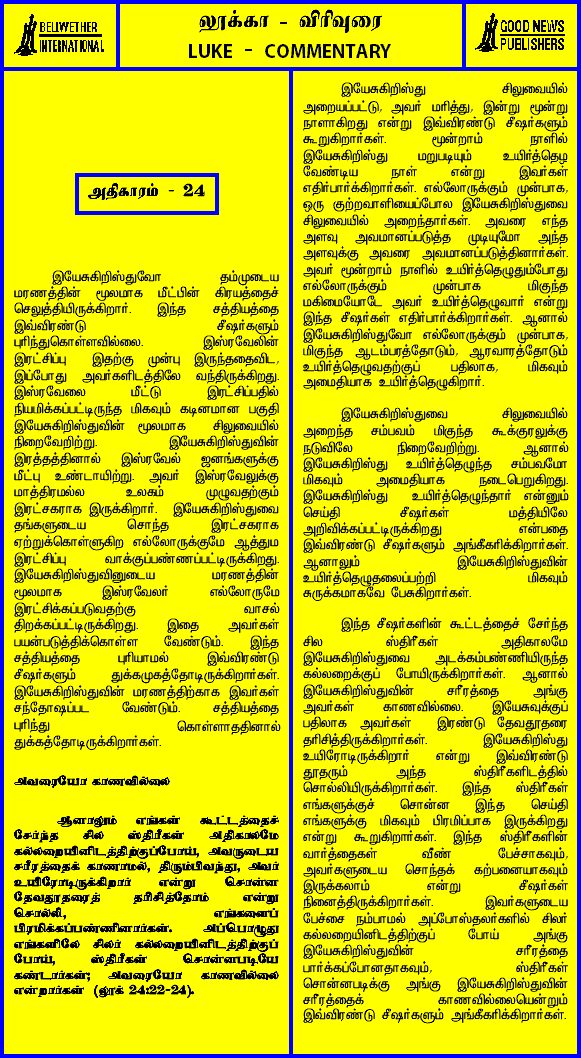 BELLWETHER
INTERNATIONAL
லூக்கா - விரிவுரை
LUKE - COMMENTARY
GOOD NEWS
PUBLISHERS
அதிகாரம் - 24
இயேசுகிறிஸ்துவோ தம்முடைய
மரணத்தின் மூலமாக மீட்பின் கிரயத்தைச்
செலுத்தியிருக்கிறார். இந்த சத்தியத்தை
இவ்விரண்டு சீஷர்களும்
புரிந்துகொள்ளவில்லை. இஸ்ரவேலின்
இரட்சிப்பு இதற்கு முன்பு இருந்ததைவிட,
இப்போது அவர்களிடத்திலே வந்திருக்கிறது.
இஸ்ரவேலை மீட்டு இரட்சிப்பதில்
நியமிக்கப்பட்டிருந்த மிகவும் கடினமான பகுதி
இயேசுகிறிஸ்துவின் மூலமாக சிலுவையில்
நிறைவேறிற்று. இயேசுகிறிஸ்துவின்
இரத்தத்தினால் இஸ்ரவேல் ஜனங்களுக்கு
மீட்பு உண்டாயிற்று. அவர் இஸ்ரவேலுக்கு
மாத்திரமல்ல உலகம் முழுவதற்கும்
இரட்சகராக இருக்கிறார். இயேசுகிறிஸ்துவை
தங்களுடைய சொந்த இரட்சகராக
ஏற்றுக்கொள்ளுகிற எல்லோருக்குமே ஆத்தும
இரட்சிப்பு வாக்குப்பண்ணப்பட்டிருக்கிறது.
இயேசுகிறிஸ்துவினுடைய மரணத்தின்
மூலமாக இஸ்ரவேலர் எல்லோருமே
இரட்சிக்கப்படுவதற்கு வாசல்
திறக்கப்பட்டிருக்கிறது. இதை அவர்கள்
பயன்படுத்திக்கொள்ள வேண்டும். இந்த
சத்தியத்தை புரியாமல் இவ்விரண்டு
சீஷர்களும் துக்கமுகத்தோடிருக்கிறார்கள்.
இயேசுகிறிஸ்துவின் மரணத்திற்காக இவர்கள்
சந்தோஷப்பட வேண்டும். சத்தியத்தை
புரிந்து கொள்ளாததினால்
துக்கத்தோடிருக்கிறார்கள்.
அவரையோ காணவில்லை
ஆனாலும் எங்கள் கூட்டத்தைச்
சேர்ந்த சில ஸ்திரீகள் அதிகாலமே
கல்லறையினிடத்திற்குப்போய், அவருடைய
சரீரத்தைக் காணாமல், திரும்பிவந்து, அவர்
உயிரோடிருக்கிறார் என்று சொன்ன
தேவதூதரைத் தரிசித்தோம் என்று
சொல்லி, எங்களைப்
பிரமிக்கப்பண்ணினார்கள். அப்பொழுது
எங்களிலே சிலர் கல்லறையினிடத்திற்குப்
போய், ஸ்திரீகள் சொன்னபடியே
கண்டார்கள்; அவரையோ காணவில்லை
என்றார்கள் (லூக் 24:22-24).
இயேசுகிறிஸ்து சிலுவையில்
அறையப்பட்டு, அவர் மரித்து, இன்று மூன்று
நாளாகிறது என்று இவ்விரண்டு சீஷர்களும்
கூறுகிறார்கள். மூன்றாம் நாளில்
இயேசுகிறிஸ்து மறுபடியும் உயிர்த்தெழ
வேண்டிய நாள் என்று இவர்கள்
எதிர்பார்க்கிறார்கள். எல்லோருக்கும் முன்பாக,
ஒரு குற்றவாளியைப்போல இயேசுகிறிஸ்துவை
சிலுவையில் அறைந்தார்கள். அவரை எந்த
அளவு அவமானப்படுத்த முடியுமோ அந்த
அளவுக்கு அவரை அவமானப்படுத்தினார்கள்.
அவர் மூன்றாம் நாளில் உயிர்த்தெழுதும்போது
எல்லோருக்கும் முன்பாக மிகுந்த
மகிமையோடே அவர் உயிர்த்தெழுவார் என்று
இந்த சீஷர்கள் எதிர்பார்க்கிறார்கள். ஆனால்
இயேசுகிறிஸ்துவோ எல்லோருக்கும் முன்பாக,
மிகுந்த ஆடம்பரத்தோடும், ஆரவாரத்தோடும்
உயிர்த்தெழுவதற்குப் பதிலாக, மிகவும்
அமைதியாக உயிர்த்தெழுகிறார்.
இயேசுகிறிஸ்துவை சிலுவையில்
அறைந்த சம்பவம் மிகுந்த கூக்குரலுக்கு
நடுவிலே நிறைவேறிற்று. ஆனால்
இயேசுகிறிஸ்து உயிர்த்தெழுந்த சம்பவமோ
மிகவும் அமைதியாக நடைபெறுகிறது.
இயேசுகிறிஸ்து உயிர்த்தெழுந்தார் என்னும்
செய்தி சீஷர்கள் மத்தியிலே
அறிவிக்கப்பட்டிருக்கிறது என்பதை
இவ்விரண்டு சீஷர்களும் அங்கீகரிக்கிறார்கள்.
ஆனாலும் இயேசுகிறிஸ்துவின்
உயிர்த்தெழுதலைப்பற்றி மிகவும்
சுருக்கமாகவே பேசுகிறார்கள்.
இந்த சீஷர்களின் கூட்டத்தைச் சேர்ந்த
சில ஸ்திரீகள் அதிகாலமே
இயேசுகிறிஸ்துவை அடக்கம்பண்ணியிருந்த
கல்லறைக்குப் போயிருக்கிறார்கள். ஆனால்
இயேசுகிறிஸ்துவின் சரீரத்தை அங்கு
அவர்கள் காணவில்லை. இயேசுவுக்குப்
பதிலாக அவர்கள் இரண்டு தேவதூதரை
தரிசித்திருக்கிறார்கள். இயேசுகிறிஸ்து
உயிரோடிருக்கிறார் என்று இவ்விரண்டு
தூதரும் அந்த ஸ்திரீகளிடத்தில்
சொல்லியிருக்கிறார்கள். இந்த ஸ்திரீகள்
எங்களுக்குச் சொன்ன இந்த செய்தி
எங்களுக்கு மிகவும் பிரமிப்பாக இருக்கிறது
என்று கூறுகிறார்கள். இந்த ஸ்திரீகளின்
வார்த்தைகள் வீண் பேச்சாகவும்,
அவர்களுடைய சொந்தக் கற்பனையாகவும்
இருக்கலாம் என்று சீஷர்கள்
நினைத்திருக்கிறார்கள். இவர்களுடைய
பேச்சை நம்பாமல் அப்போஸ்தலர்களில் சிலர்
கல்லறையினிடத்திற்குப் போய் அங்கு
இயேசுகிறிஸ்துவின் சரீரத்தை
பார்க்கப்போனதாகவும், ஸ்திரீகள்
சொன்னபடிக்கு அங்கு இயேசுகிறிஸ்துவின்
சரீரத்தைக் காணவில்லையென்றும்
இவ்விரண்டு சீஷர்களும் அங்கீகரிக்கிறார்கள்.